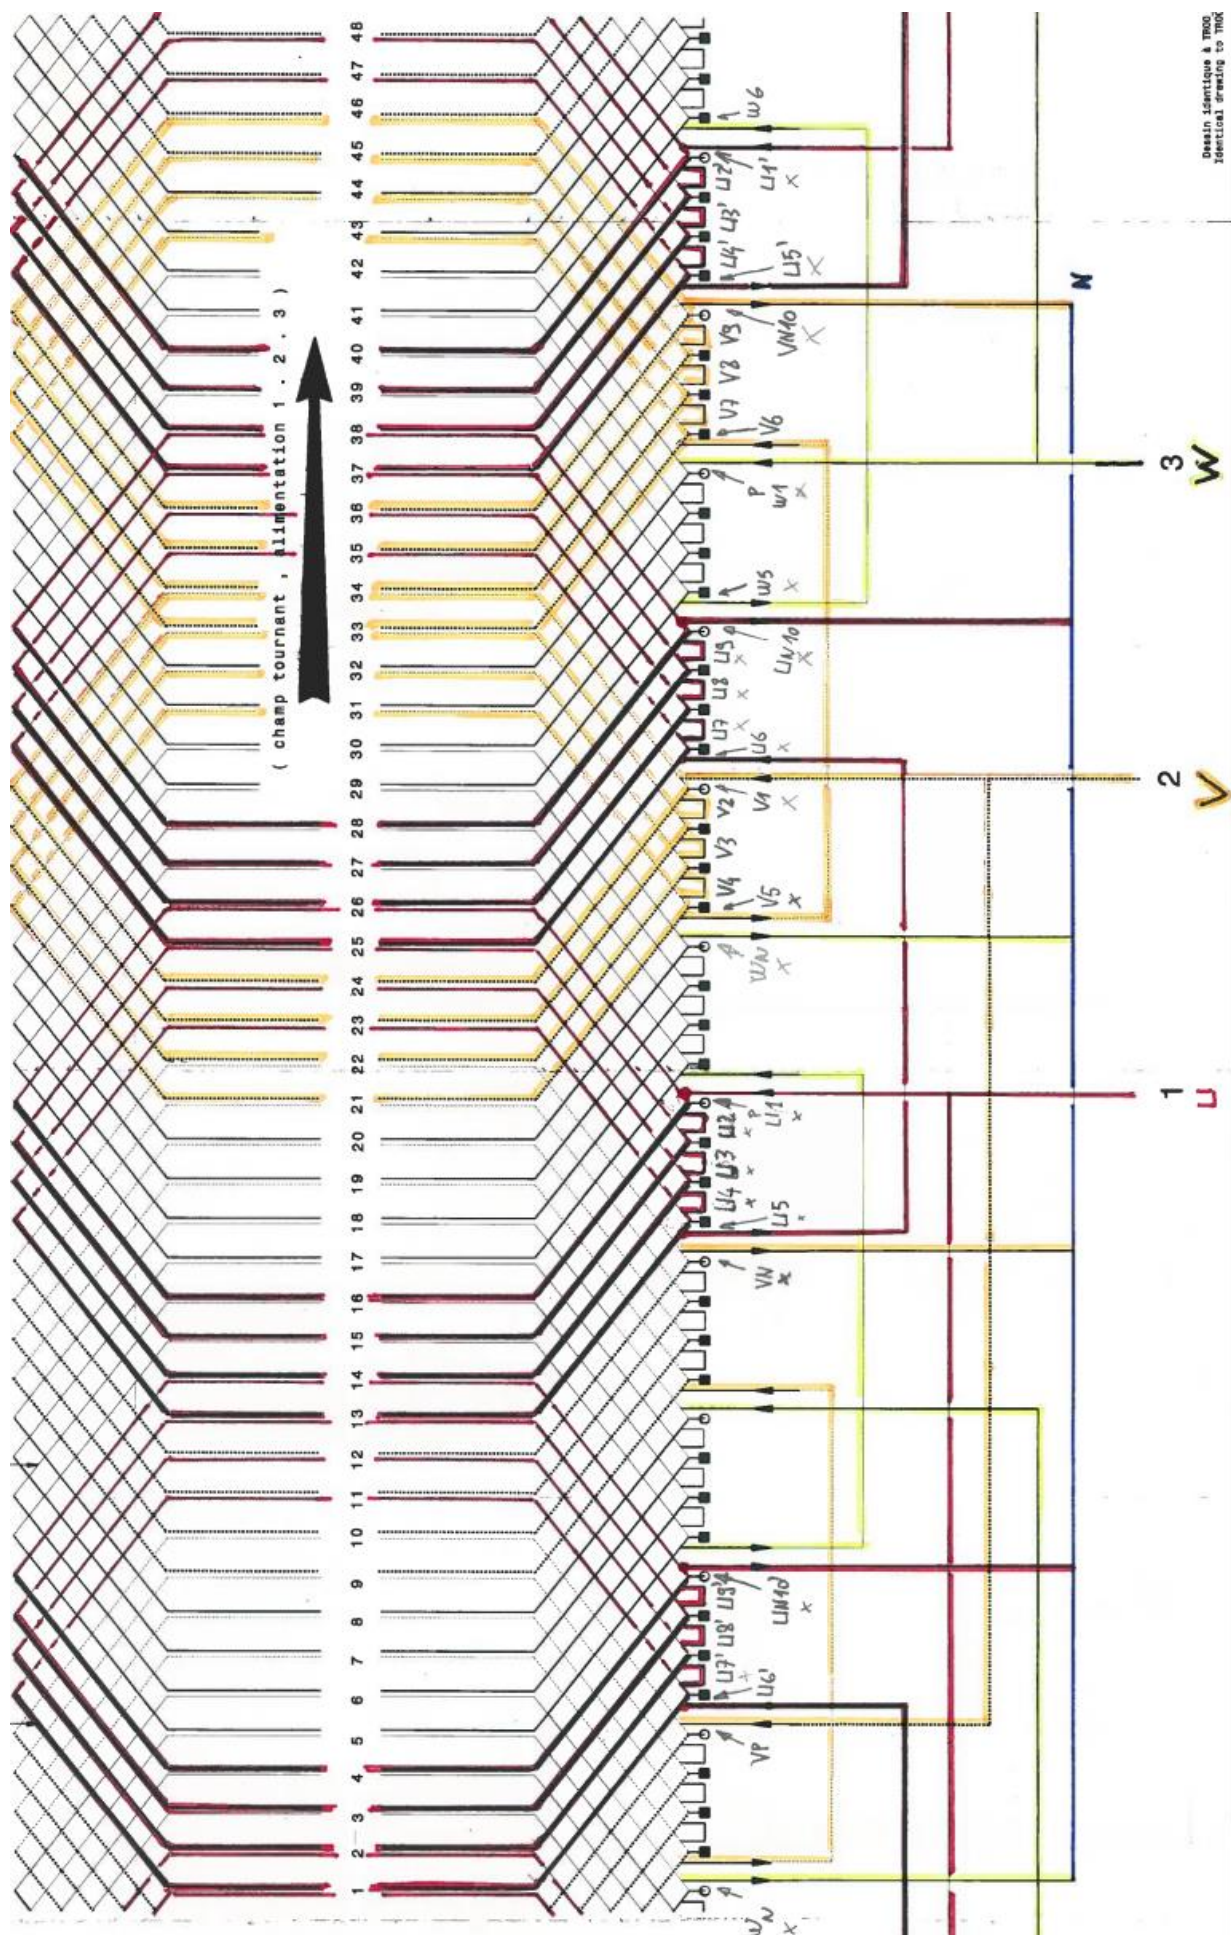 ( champ tournant , alimentation 1 . 2 . 3 )
1 2 3 4 5 6 7 8 9 10 11 12 13 14 15 16 17 18 19 20 21 22 23 24 25 26 27 28 29 30 31 32 33 34 35 36 37 38 39 40 41 42 43 44 45 46 47 48
U7' U8' U9' U4 U3 U2 V4 V3 V2 U7 U8 U9 V7 V8 V9 U4' U3' U2' W6
WN VP U6' UN10' VN U5 P U1 WN V5 V1 U6 UN10 W5 P W1 V6 VN10 U5' U1'
N
1 2 3
U V W
Dessin identique à
Identical drawing to